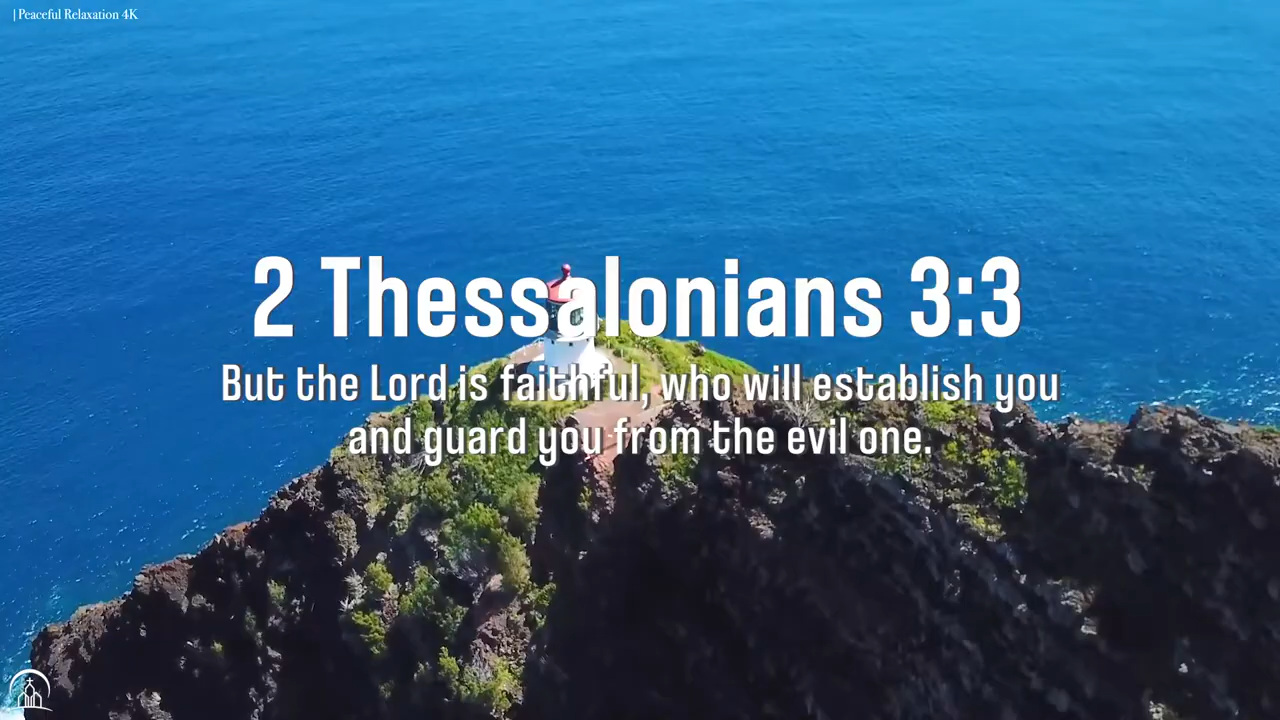 | Peaceful Relaxation 4K
2 Thessalonians 3:3
But the Lord is faithful, who will establish you
and guard you from the evil one.